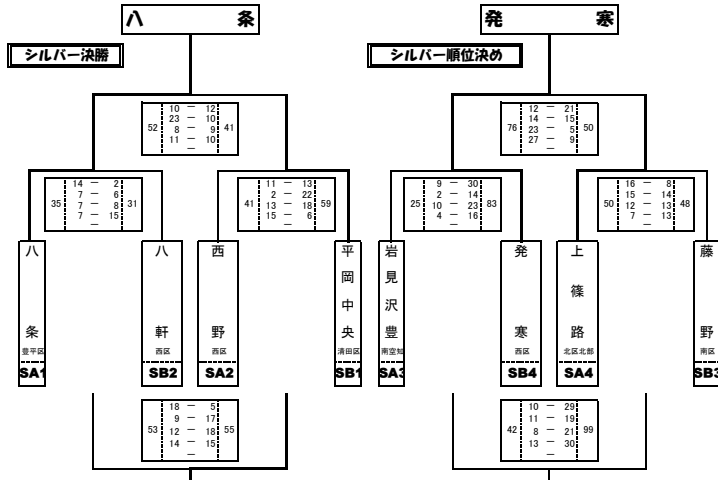 八 条
発 寒
シルバー決勝
シルバー順位決め
52
10 － 12
23 － 10
8 － 9
11 － 10
－
41
76
12 － 21
14 － 15
23 － 5
27 － 9
－
50
35
14 － 2
7 － 6
7 － 8
7 － 15
－
31
41
11 － 13
2 － 22
13 － 18
15 － 6
－
59
25
9 － 30
2 － 14
10 － 23
4 － 16
－
83
50
16 － 8
15 － 14
12 － 13
7 － 13
－
48
八条
豊平区
SA1
八軒
西区
SB2
西野
西区
SA2
平岡中央
清田区
SB1
岩見沢豊
南空知
SA3
発寒
西区
SB4
上篠路
北区北部
SA4
藤野
南区
SB3
53
18 － 5
9 － 17
12 － 18
14 － 15
－
55
42
10 － 29
11 － 19
8 － 21
13 － 30
－
99